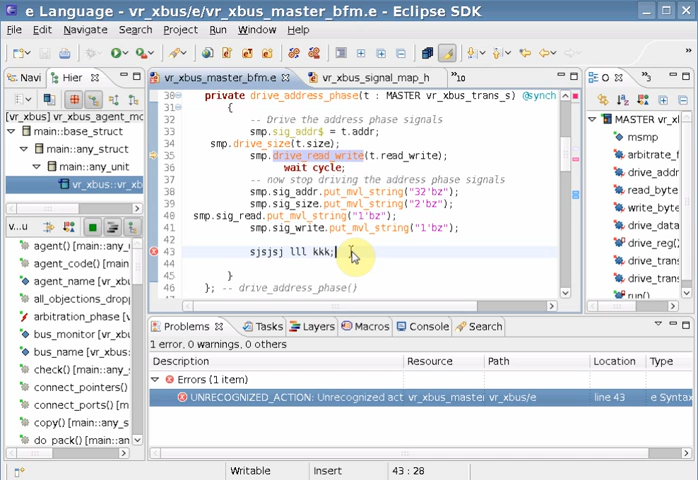 e Language - vr_xbus/e/vr_xbus_master_bfm.e - Eclipse SDK
File Edit Navigate Search Project Run Window Help
Navi Hier
[vr_xbus] vr_xbus_agent_mo
main::base_struct
main::any_struct
main::any_unit
vr_xbus::vr_xb
v...u
agent() [main::any_
agent_code() [main:
agent_name [vr_xbus
all_objections_dropp
arbitration_phase [m
bus_monitor [vr_xbus
bus_name [vr_xbus:
check() [main::any_s
connect_pointers()
connect_ports() [m
copy() [main::any_s
do_pack() [main::a
vr_xbus_master_bfm.e vr_xbus_signal_map_h »10
30 private drive_address_phase(t : MASTER vr_xbus_trans_s) @synch
31 {
32 -- Drive the address phase signals
33 smp.sig_addr$ = t.addr;
34 smp.drive_size(t.size);
35 smp.drive_read_write(t.read_write);
36 wait cycle;
37 -- now stop driving the address phase signals
38 smp.sig_addr.put_mvl_string("32'bz");
39 smp.sig_size.put_mvl_string("2'bz");
40 smp.sig_read.put_mvl_string("1'bz");
41 smp.sig_write.put_mvl_string("1'bz");
42
43 sjsjsj lll kkk;
44
45 }
46 }; -- drive_address_phase()
O »3
MASTER vr_xbus
msmp
arbitrate_f
drive_addr
read_byte
write_byte
drive_reg(
drive_trans
drive_trans
run()
Problems Tasks Layers Macros Console Search
1 error, 0 warnings, 0 others
Description Resource Path Location Type
Errors (1 item)
UNRECOGNIZED_ACTION: Unrecognized act vr_xbus_maste vr_xbus/e line 43 e Syntax
Writable Insert 43 : 28